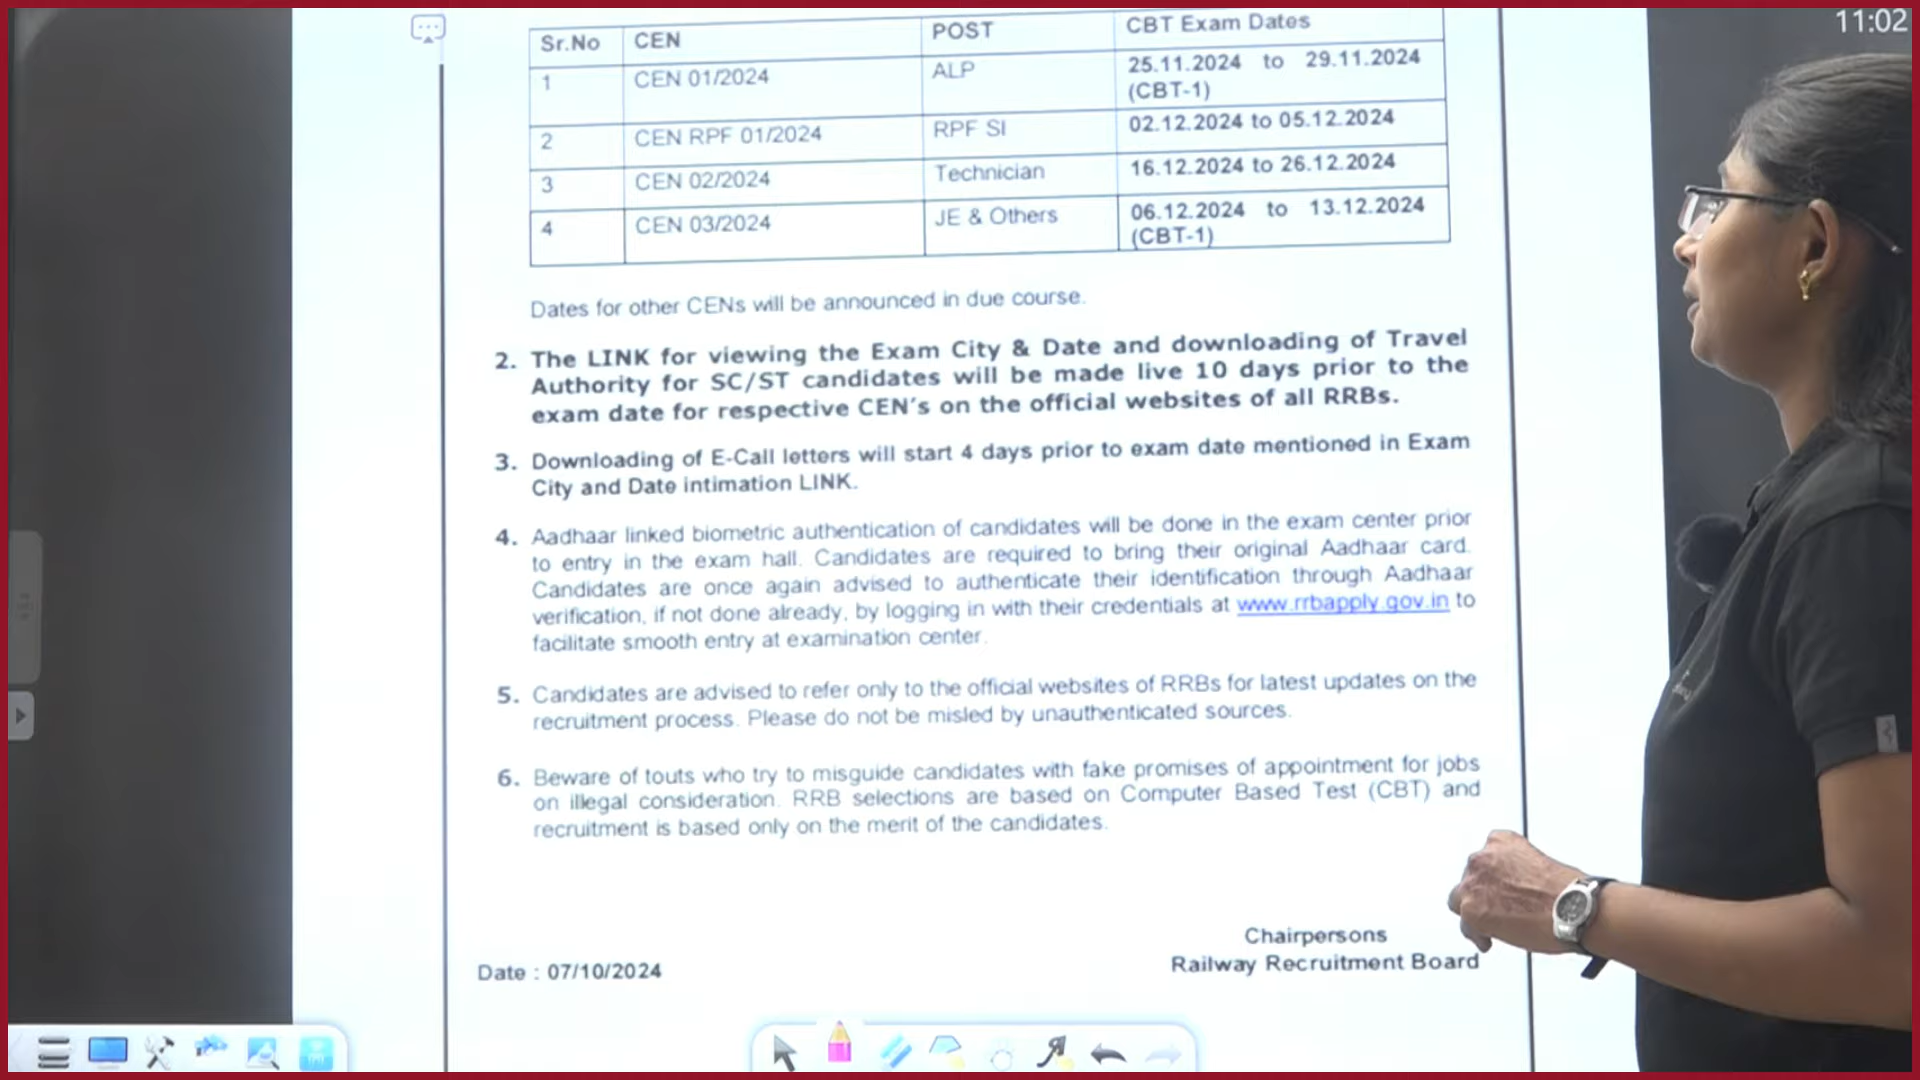 11:02
Sr.No CEN POST CBT Exam Dates
1 CEN 01/2024 ALP 25.11.2024 to 29.11.2024
(CBT-1)
2 CEN RPF 01/2024 RPF SI 02.12.2024 to 05.12.2024
3 CEN 02/2024 Technician 16.12.2024 to 26.12.2024
4 CEN 03/2024 JE & Others 06.12.2024 to 13.12.2024
(CBT-1)
Dates for other CENs will be announced in due course.
2. The LINK for viewing the Exam City & Date and downloading of Travel
Authority for SC/ST candidates will be made live 10 days prior to the
exam date for respective CEN's on the official websites of all RRBs.
3. Downloading of E-Call letters will start 4 days prior to exam date mentioned in Exam
City and Date intimation LINK.
4. Aadhaar linked biometric authentication of candidates will be done in the exam center prior
to entry in the exam hall. Candidates are required to bring their original Aadhaar card.
Candidates are once again advised to authenticate their identification through Aadhaar
verification, if not done already, by logging in with their credentials at www.rrbapply.gov.in to
facilitate smooth entry at examination center.
5. Candidates are advised to refer only to the official websites of RRBs for latest updates on the
recruitment process. Please do not be misled by unauthenticated sources.
6. Beware of touts who try to misguide candidates with fake promises of appointment for jobs
on illegal consideration. RRB selections are based on Computer Based Test (CBT) and
recruitment is based only on the merit of the candidates.
Chairpersons
Date : 07/10/2024 Railway Recruitment Board